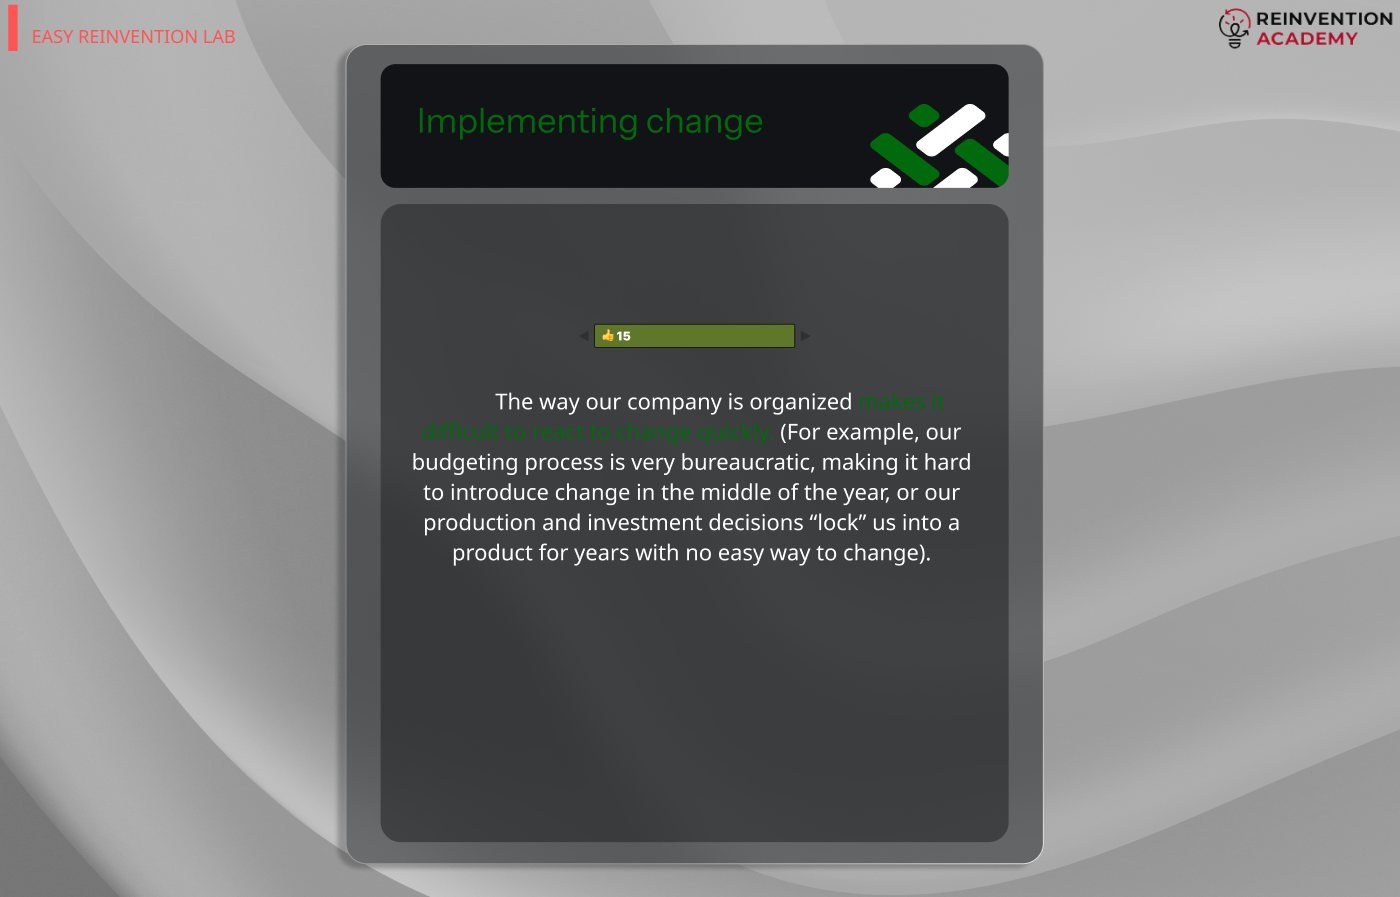 EASY REINVENTION LAB
REINVENTION
ACADEMY
Implementing change
👍15
The way our company is organized makes it
difficult to react to change quickly. (For example, our
budgeting process is very bureaucratic, making it hard
to introduce change in the middle of the year, or our
production and investment decisions “lock” us into a
product for years with no easy way to change).